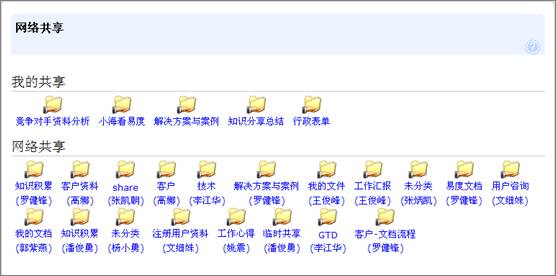 网络共享
我的共享
竞争对手资料分析 小海看易度 解决方案与案例 知识分享总结 行政表单
网络共享
知识积累 客户资料 share 客户 技术 解决方案与案例 我的文件 工作汇报 未分类 易度文档 用户咨询
(罗健锋) (高娜) (张凯朝) (高娜) (李江华) (罗健锋) (王俊峰) (王俊峰) (张炳凯) (罗健锋) (文细妹)
我的文档 知识积累 未分类 注册用户资料 工作心得 临时共享 GTD 客户-文档流程
(郭紫燕) (潘俊勇) (杨小勇) (文细妹) (姚震) (潘俊勇) (李江华) (罗健锋)